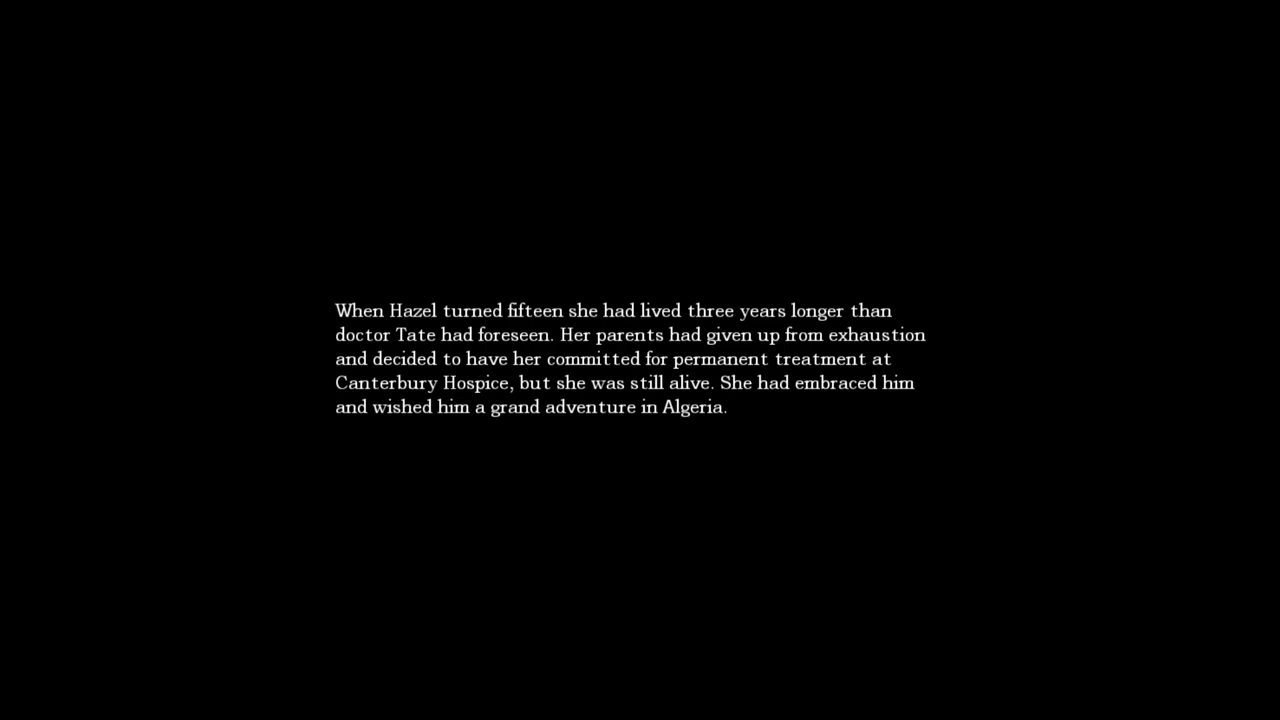 When Hazel turned fifteen she had lived three years longer than
doctor Tate had foreseen. Her parents had given up from exhaustion
and decided to have her committed for permanent treatment at
Canterbury Hospice, but she was still alive. She had embraced him
and wished him a grand adventure in Algeria.